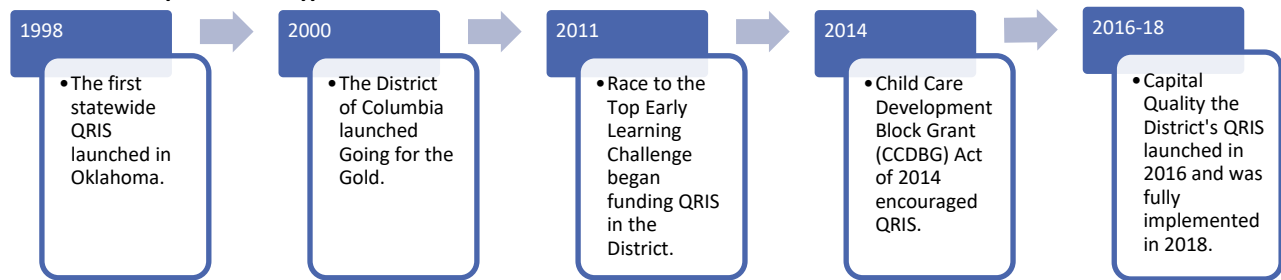 1998
•The first
statewide
QRIS
launched in
Oklahoma.
2000
•The District
of Columbia
launched
Going for the
Gold.
2011
•Race to the
Top Early
Learning
Challenge
began
funding QRIS
in the
District.
2014
•Child Care
Development
Block Grant
(CCDBG) Act
of 2014
encouraged
QRIS.
2016-18
•Capital
Quality the
District's QRIS
launched in
2016 and was
fully
implemented
in 2018.